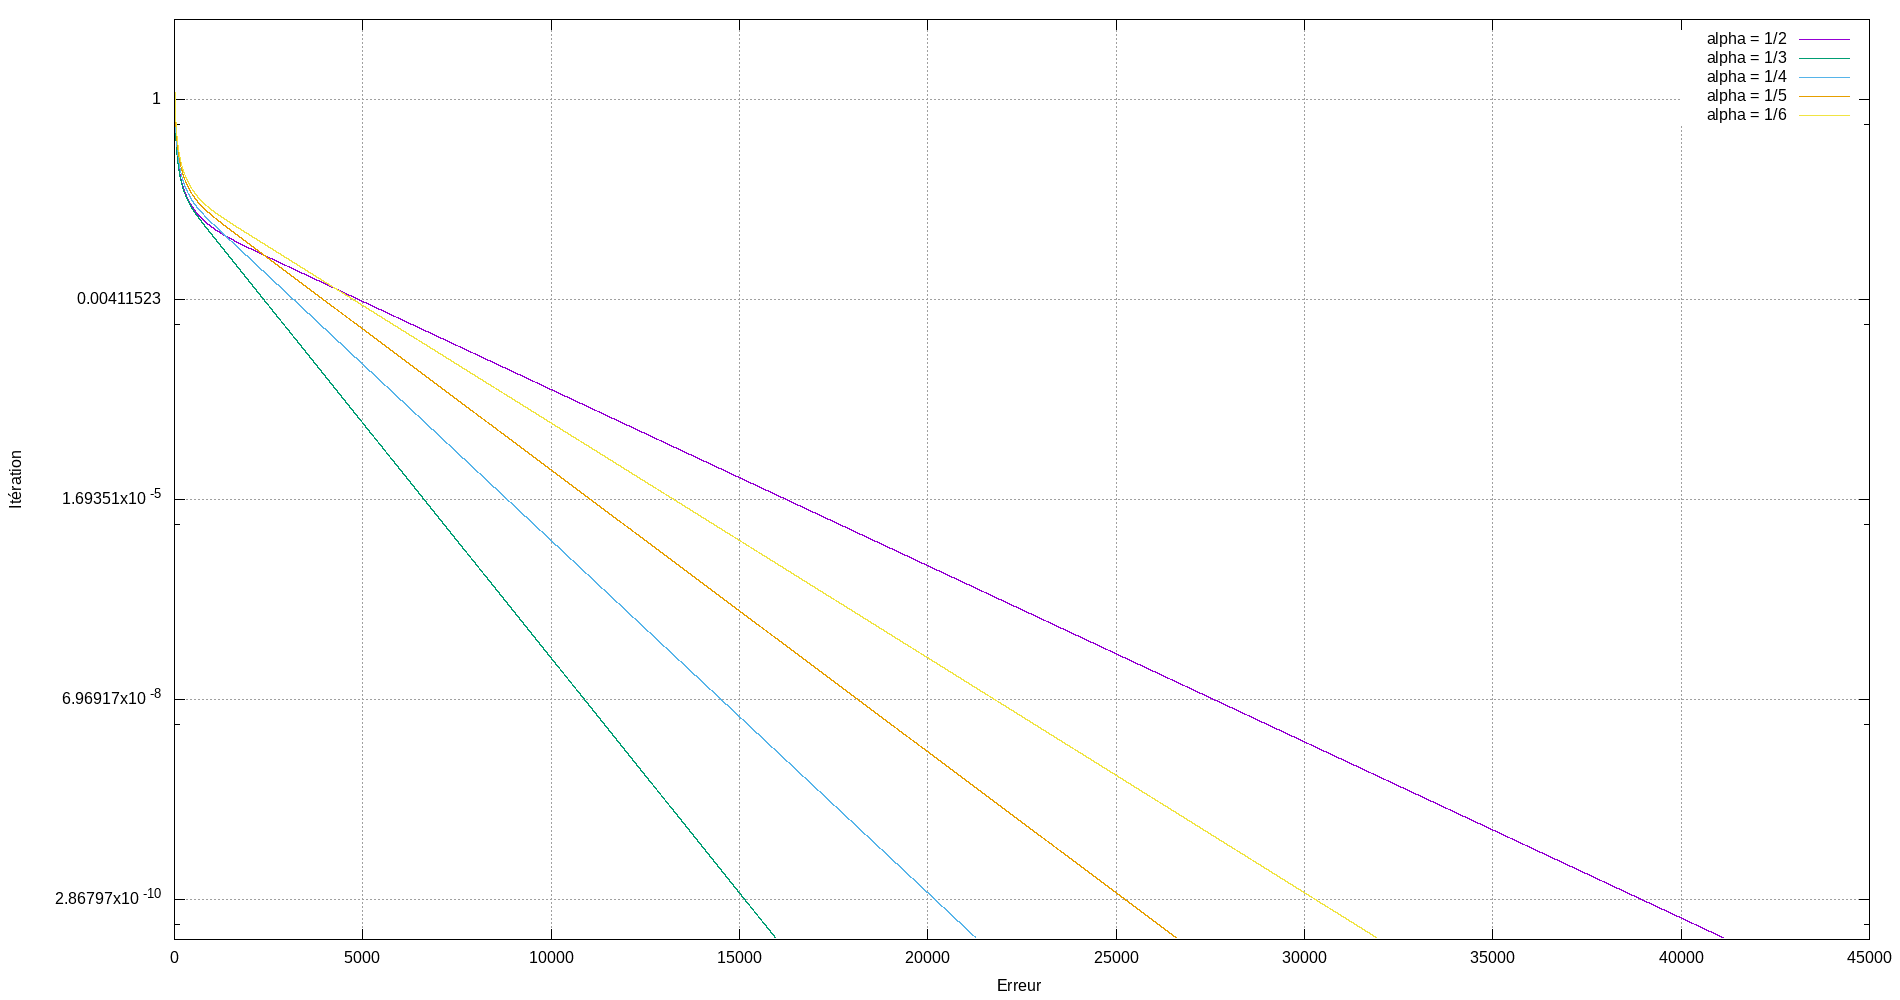 alpha = 1/2
alpha = 1/3
alpha = 1/4
alpha = 1/5
alpha = 1/6
1
0.00411523
1.69351x10 -5
6.96917x10 -8
2.86797x10 -10
Itération
0 5000 10000 15000 20000 25000 30000 35000 40000 45000
Erreur